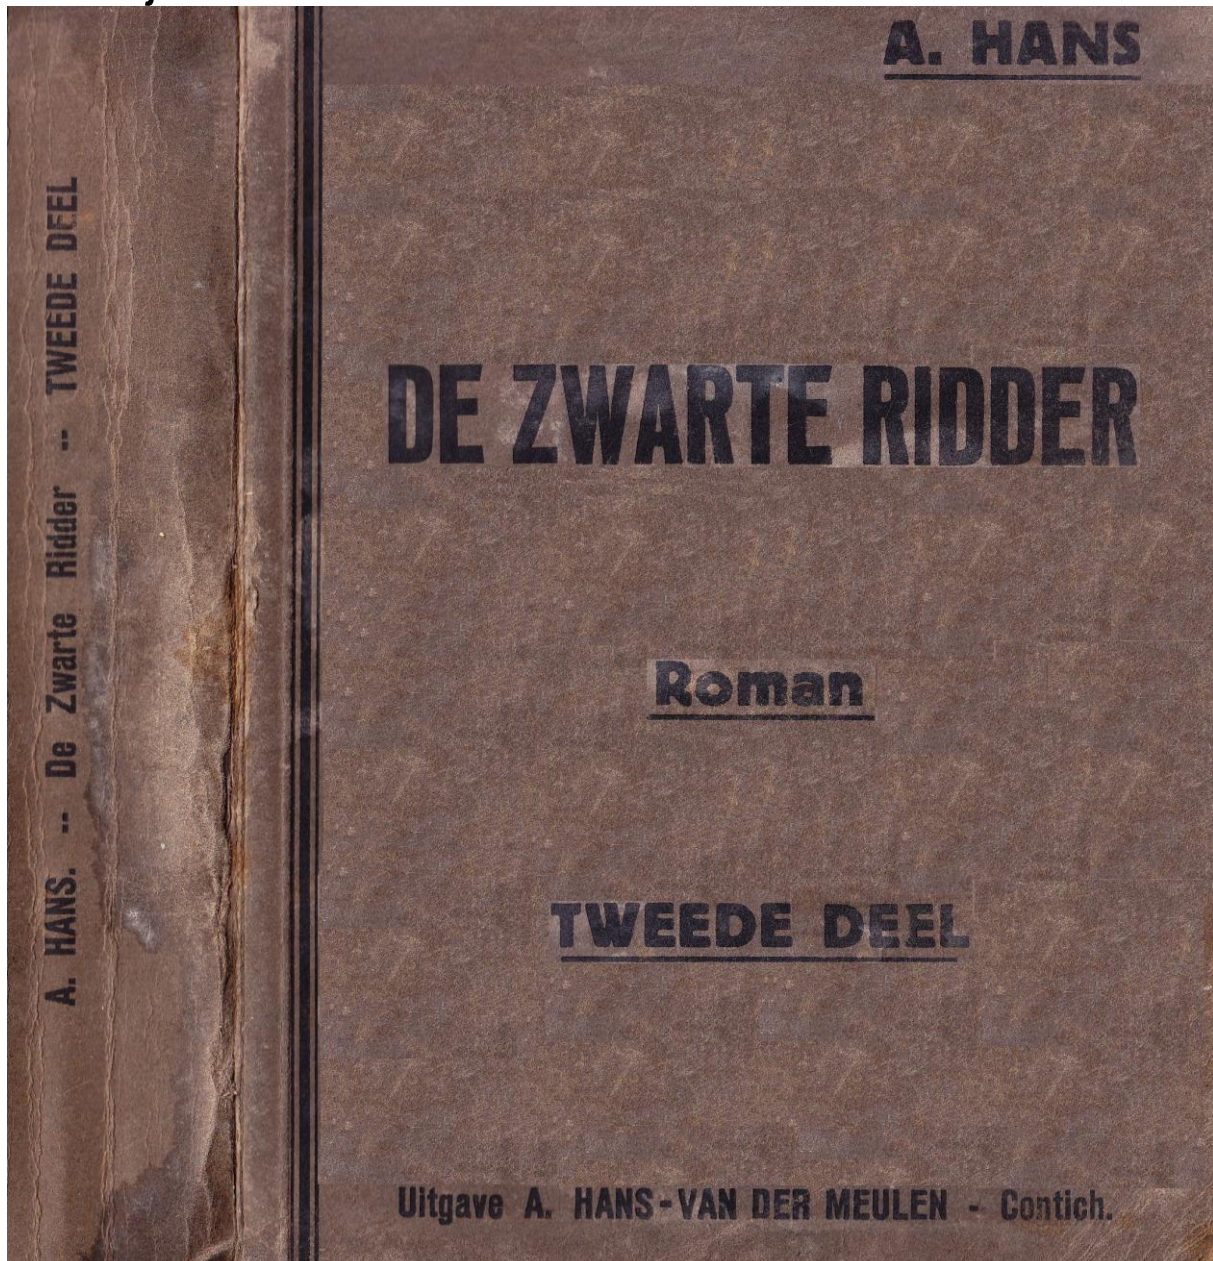 A. HANS
DE ZWARTE RIDDER
Roman
TWEEDE DEEL
Uitgave A. HANS-VAN DER MEULEN - Contich.
A. HANS. -- De Zwarte Ridder -- TWEEDE DEEL